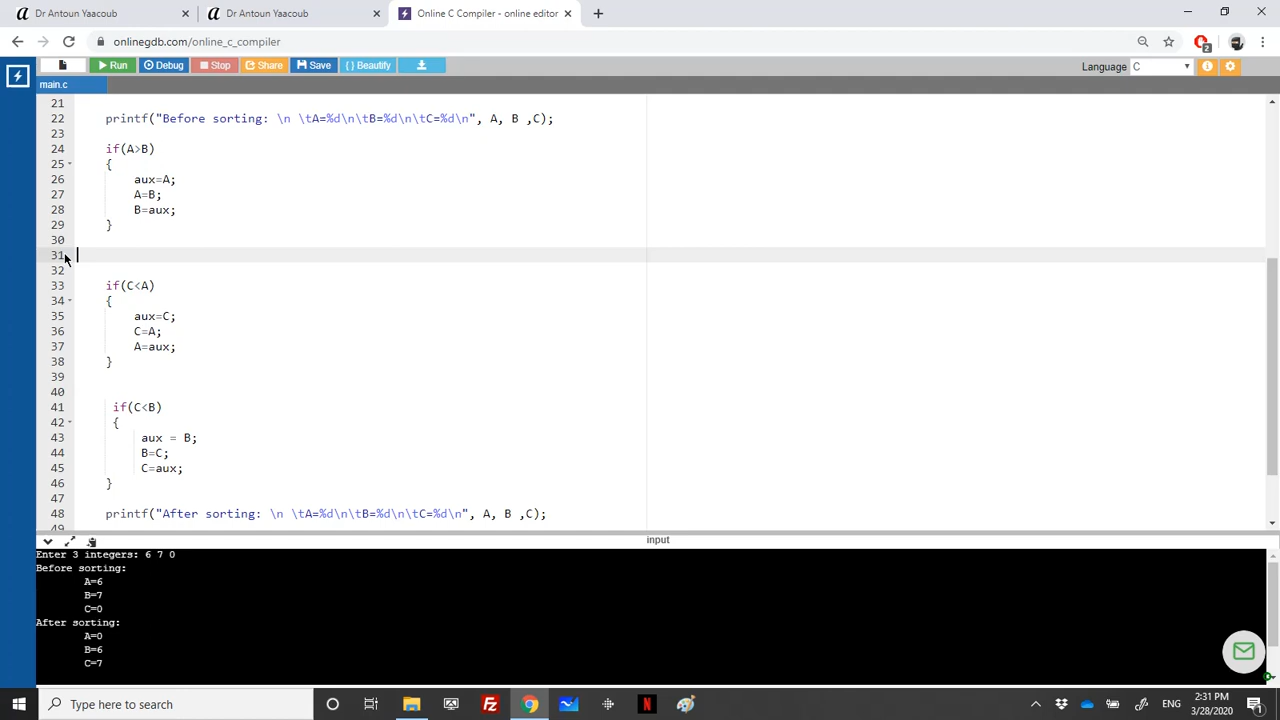 Dr Antoun Yaacoub
Dr Antoun Yaacoub
Online C Compiler - online editor
onlinegdb.com/online_c_compiler
2
Run
Debug
Stop
Share
Save
{ } Beautify
Language C
main.c
21
22 printf("Before sorting: \n \tA=%d\n\tB=%d\n\tC=%d\n", A, B ,C);
23
24 if(A>B)
25 {
26 aux=A;
27 A=B;
28 B=aux;
29 }
30
31
32
33 if(C<A)
34 {
35 aux=C;
36 C=A;
37 A=aux;
38 }
39
40
41 if(C<B)
42 {
43 aux = B;
44 B=C;
45 C=aux;
46 }
47
48 printf("After sorting: \n \tA=%d\n\tB=%d\n\tC=%d\n", A, B ,C);
49
input
Enter 3 integers: 6 7 0
Before sorting:
A=6
B=7
C=0
After sorting:
A=0
B=6
C=7
Type here to search
ENG
2:31 PM
3/28/2020
1